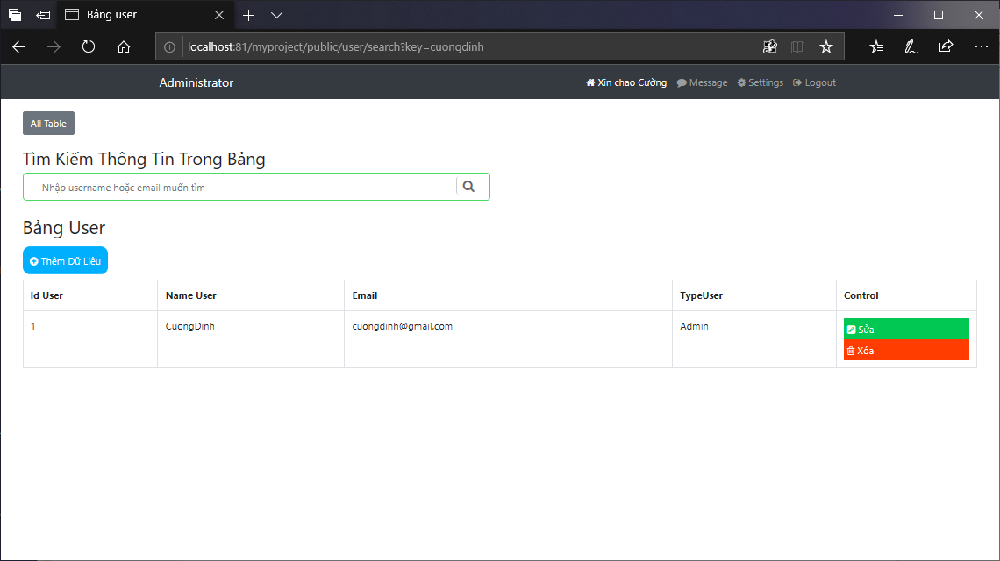 Bảng user
localhost:81/myproject/public/user/search?key=cuongdinh
Administrator
Xin chao Cường Message Settings Logout
All Table
Tìm Kiếm Thông Tin Trong Bảng
Nhập username hoặc email muốn tìm
Bảng User
Thêm Dữ Liệu
Id User Name User Email TypeUser Control
1 CuongDinh cuongdinh@gmail.com Admin Sửa
Xóa